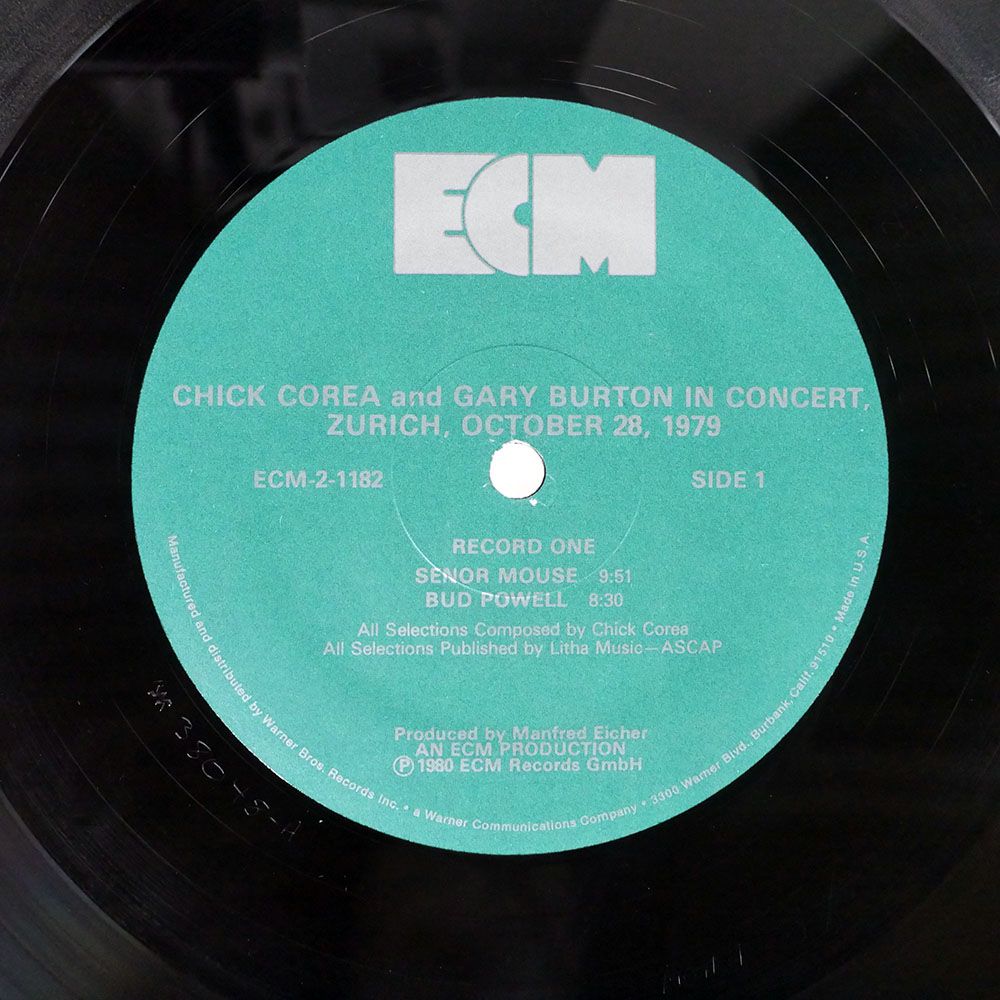 ECM
CHICK COREA and GARY BURTON IN CONCERT,
ZURICH, OCTOBER 28, 1979
ECM-2-1182 SIDE 1
RECORD ONE
SENOR MOUSE 9:51
BUD POWELL 8:30
All Selections Composed by Chick Corea
All Selections Published by Litha Music—ASCAP
Produced by Manfred Eicher
AN ECM PRODUCTION
Ⓟ 1980 ECM Records GmbH
Manufactured and distributed by Warner Bros. Records Inc. • a Warner Communications Company • 3300 Warner Blvd., Burbank, Calif. 91510 • Made in U.S.A.